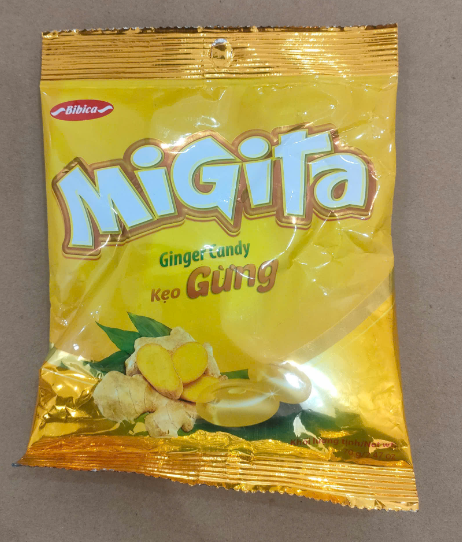 Bibica
MiGiTa
Ginger Candy
Kẹo Gừng